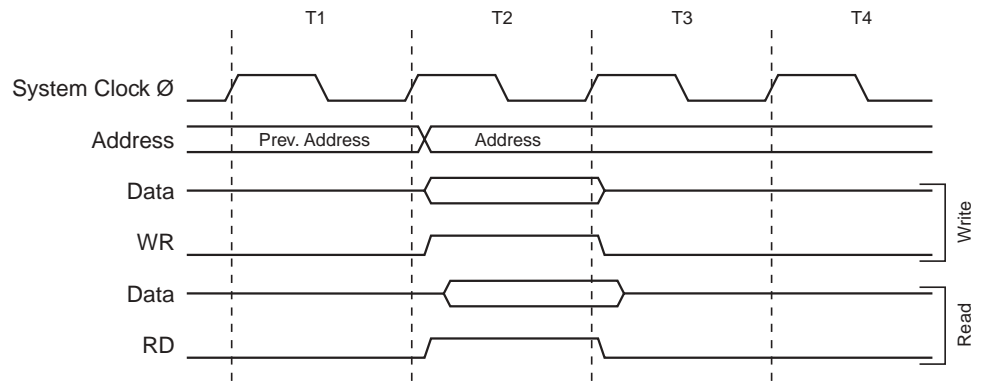 T1 T2 T3 T4
System Clock Ø
Address Prev. Address Address
Data
WR
Write
Data
RD
Read